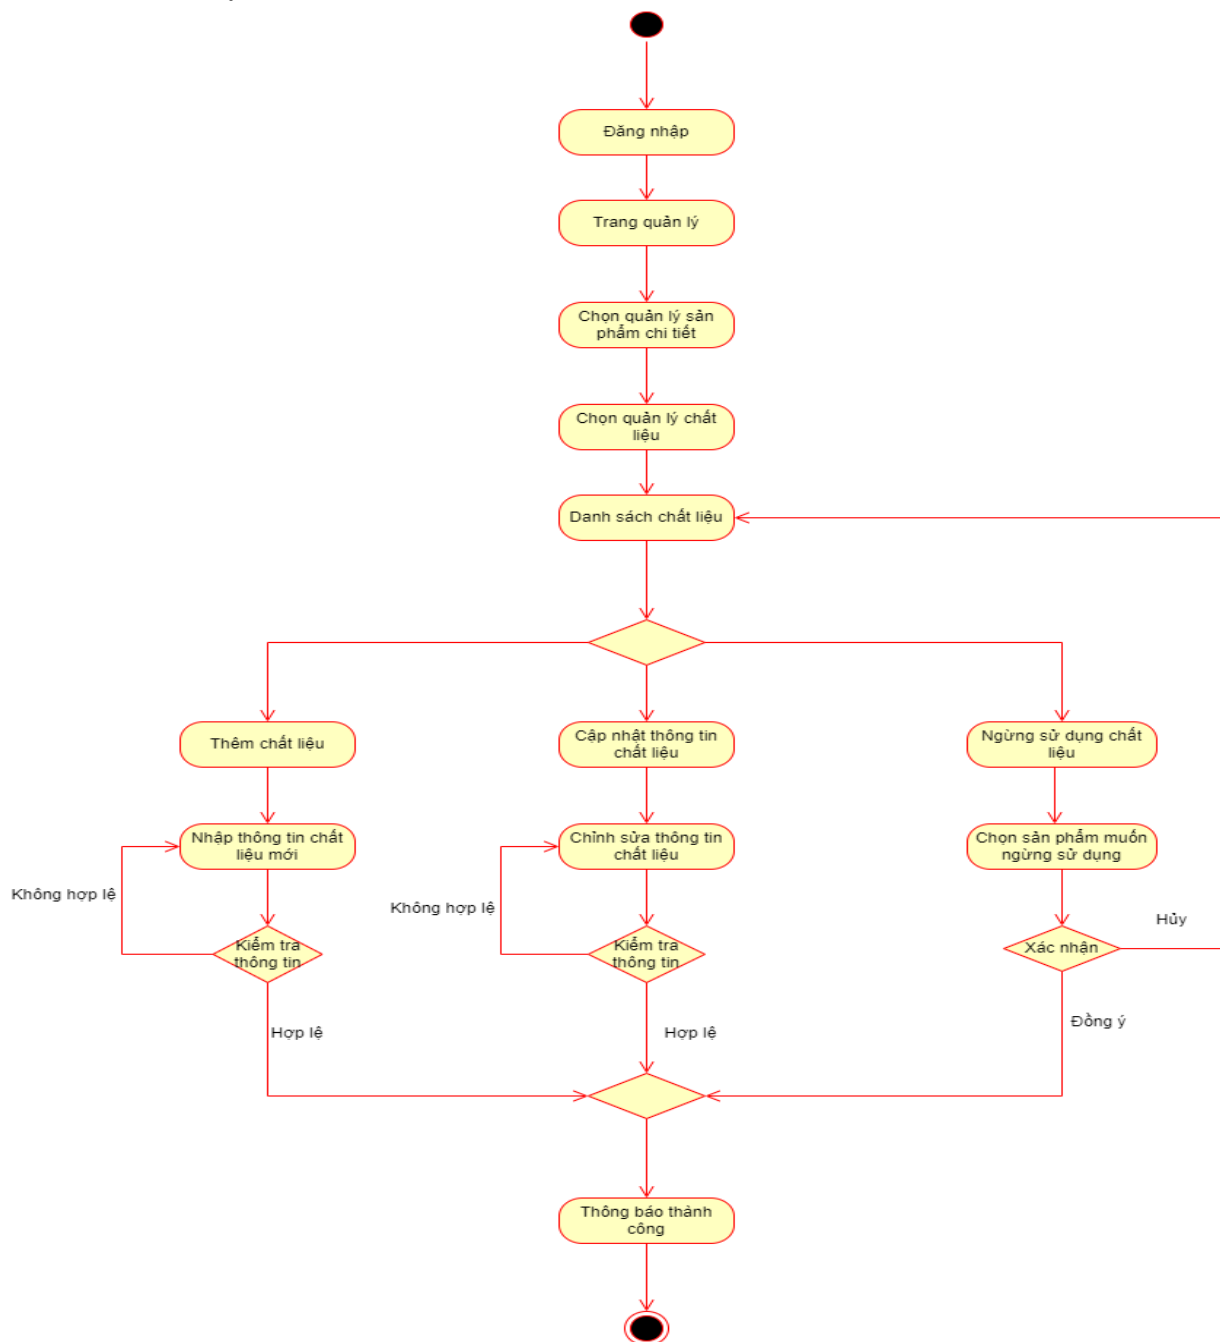 Đăng nhập
Trang quản lý
Chọn quản lý sản
phẩm chi tiết
Chọn quản lý chất
liệu
Danh sách chất liệu
Thêm chất liệu
Cập nhật thông tin
chất liệu
Ngừng sử dụng chất
liệu
Nhập thông tin chất
liệu mới
Chỉnh sửa thông tin
chất liệu
Chọn sản phẩm muốn
ngừng sử dụng
Không hợp lệ
Không hợp lệ
Hủy
Kiểm tra
thông tin
Kiểm tra
thông tin
Xác nhận
Hợp lệ
Hợp lệ
Đồng ý
Thông báo thành
công